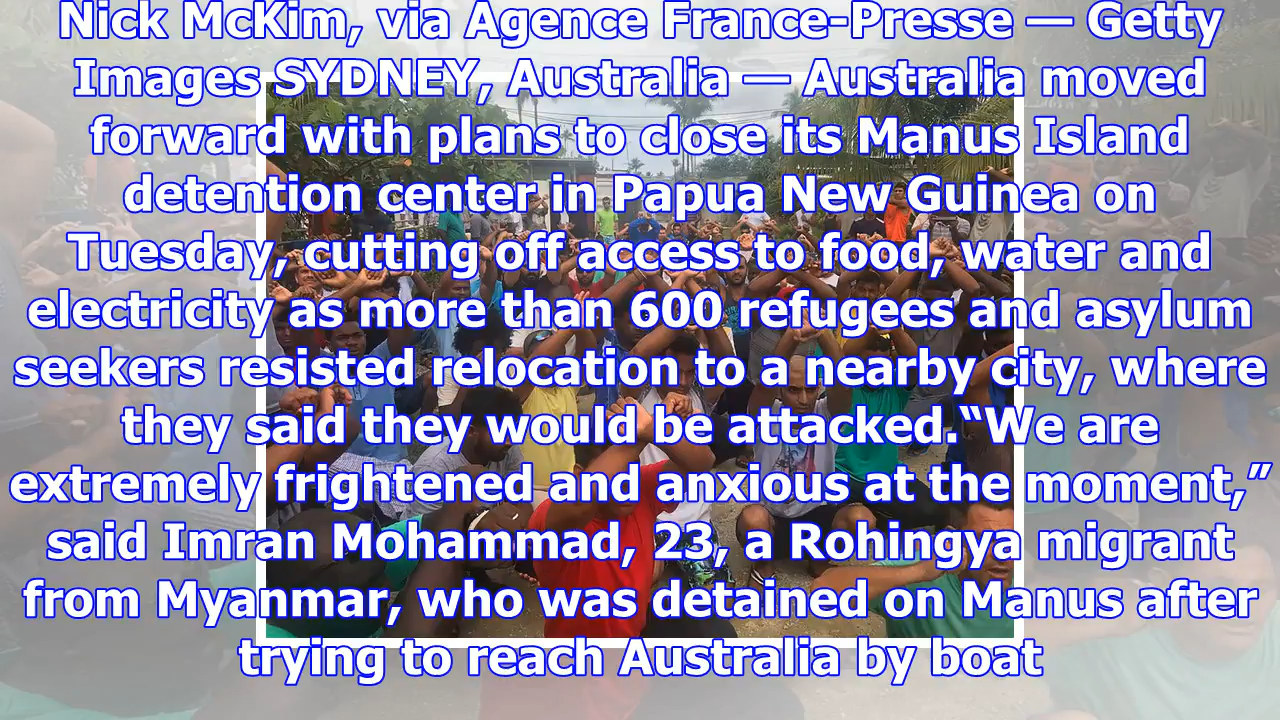 Nick McKim, via Agence France-Presse — Getty
Images SYDNEY, Australia — Australia moved
forward with plans to close its Manus Island
detention center in Papua New Guinea on
Tuesday, cutting off access to food, water and
electricity as more than 600 refugees and asylum
seekers resisted relocation to a nearby city, where
they said they would be attacked.“We are
extremely frightened and anxious at the moment,”
said Imran Mohammad, 23, a Rohingya migrant
from Myanmar, who was detained on Manus after
trying to reach Australia by boat